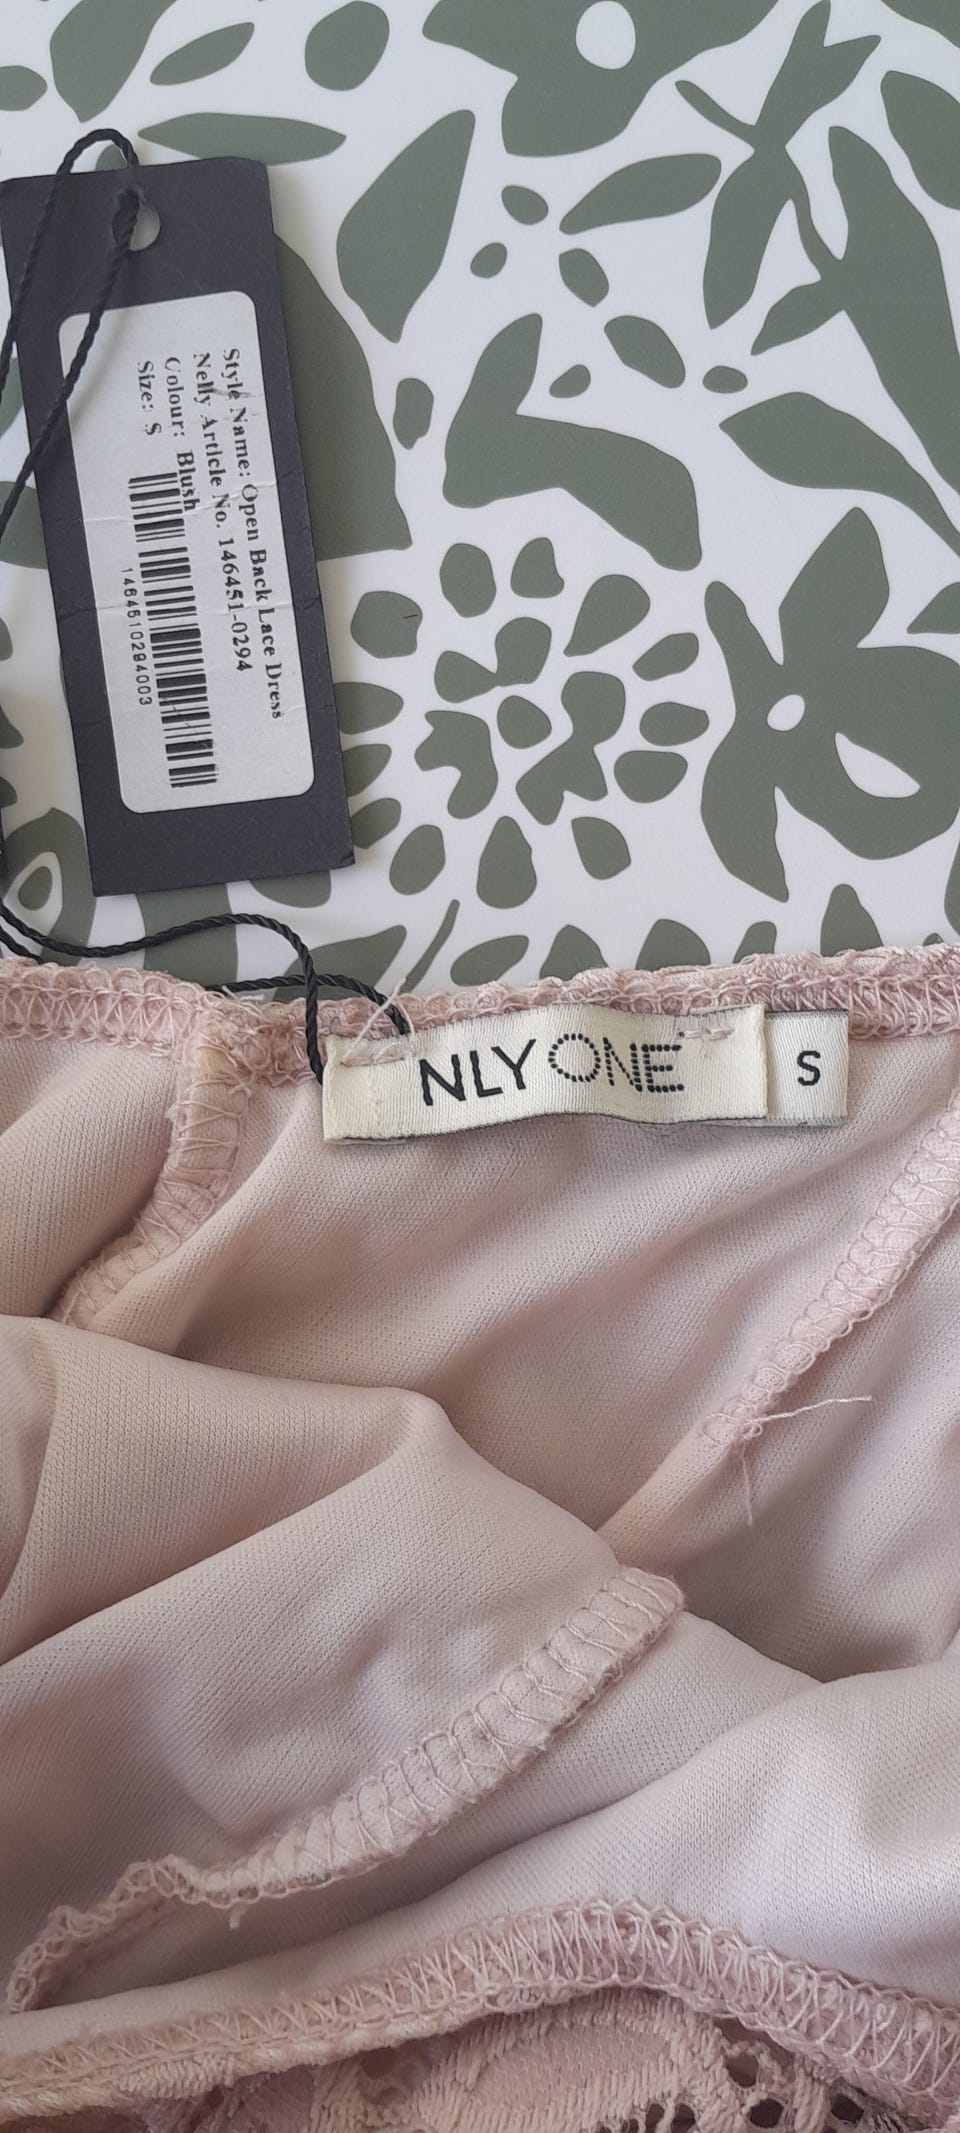 Style Name: Open Back Lace Dress
Nelly Article No. 146451-0294
Colour: Blush
Size: S
1464510294003
NLY ONE
S